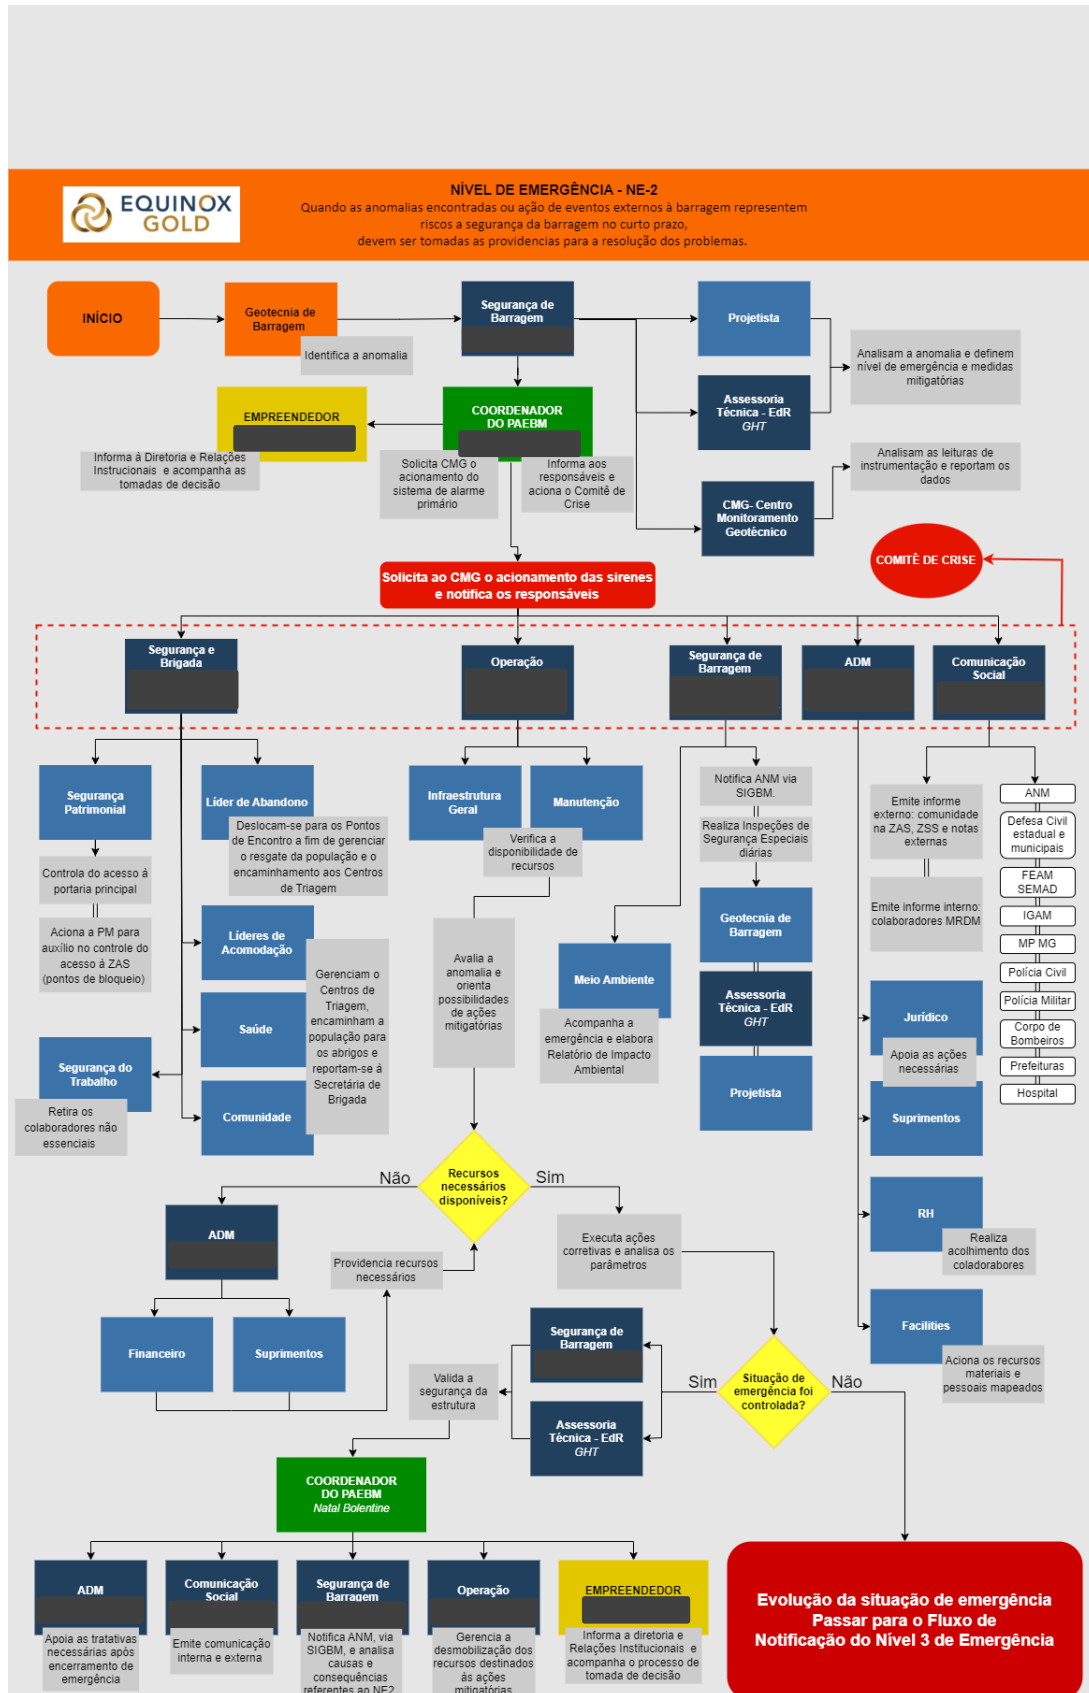 EQUINOX
GOLD
NÍVEL DE EMERGÊNCIA - NE-2
Quando as anomalias encontradas ou ação de eventos externos à barragem representem
riscos a segurança da barragem no curto prazo,
devem ser tomadas as providencias para a resolução dos problemas.
INÍCIO
Geotecnia de
Barragem
Identifica a anomalia
Segurança de
Barragem
Projetista
Analisam a anomalia e definem
nível de emergência e medidas
mitigatórias
Assessoria
Técnica - EdR
GHT
EMPREENDEDOR
Informa á Diretoria e Relações
Instrucionais e acompanha as
tomadas de decisão
COORDENADOR
DO PAEBM
Solicita CMG o
acionamento do
sistema de alarme
primário
Informa aos
responsáveis e
aciona o Comitê de
Crise
CMG- Centro
Monitoramento
Geotécnico
Analisam as leituras de
instrumentação e reportam os
dados
COMITÊ DE CRISE
Solicita ao CMG o acionamento das sirenes
e notifica os responsáveis
Segurança e
Brigada
Operação
Segurança de
Barragem
ADM
Comunicação
Social
Segurança
Patrimonial
Controla do acesso á
portaria principal
Aciona a PM para
auxílio no controle do
acesso á ZAS
(pontos de bloqueio)
Líder de Abandono
Deslocam-se para os Pontos
de Encontro a fim de gerenciar
o resgate da população e o
encaminhamento aos Centros
de Triagem
Líderes de
Acomodação
Saúde
Comunidade
Gerenciam o
Centros de
Triagem,
encaminham a
população para
os abrigos e
reportam-se à
Secretária de
Brigada
Segurança do
Trabalho
Retira os
colaboradores não
essenciais
Infraestrutura
Geral
Manutenção
Verifica a
disponibilidade de
recursos
Avalia a
anomalia e
orienta
possibilidades
de ações
mitigatórias
Notifica ANM via
SIGBM.
Realiza Inspeções de
Segurança Especiais
diárias
Geotecnia de
Barragem
Assessoria
Técnica - EdR
GHT
Projetista
Meio Ambiente
Acompanha a
emergência e elabora
Relatório de Impacto
Ambiental
Emite informe
externo: comunidade
na ZAS, ZSS e notas
externas
Emite informe interno:
colaboradores MRDM
ANM
Defesa Civil
estadual e
municipais
FEAM
SEMAD
IGAM
MP MG
Polícia Civil
Polícia Militar
Corpo de
Bombeiros
Prefeituras
Hospital
Jurídico
Apoia as ações
necessárias
Suprimentos
RH
Realiza
acolhimento dos
coladorabores
Facilities
Aciona os recursos
materiais e
pessoais mapeados
Recursos
necessários
disponíveis?
Não
Sim
ADM
Financeiro
Suprimentos
Providencia recursos
necessários
Executa ações
corretivas e analisa os
parâmetros
Situação de
emergência foi
controlada?
Sim
Não
Segurança de
Barragem
Assessoria
Técnica - EdR
GHT
Valida a
segurança da
estrutura
COORDENADOR
DO PAEBM
Natal Bolentine
ADM
Apoia as tratativas
necessárias após
encerramento de
emergência
Comunicação
Social
Emite comunicação
interna e externa
Segurança de
Barragem
Notifica ANM, via
SIGBM, e analisa
causas e
consequências
referentes ao NE2
Operação
Gerencia a
desmobilização dos
recursos destinados
às ações
mitigatórias
EMPREENDEDOR
Informa a diretoria e
Relações Institucionais e
acompanha o processo de
tomada de decisão
Evolução da situação de emergência
Passar para o Fluxo de
Notificação do Nível 3 de Emergência